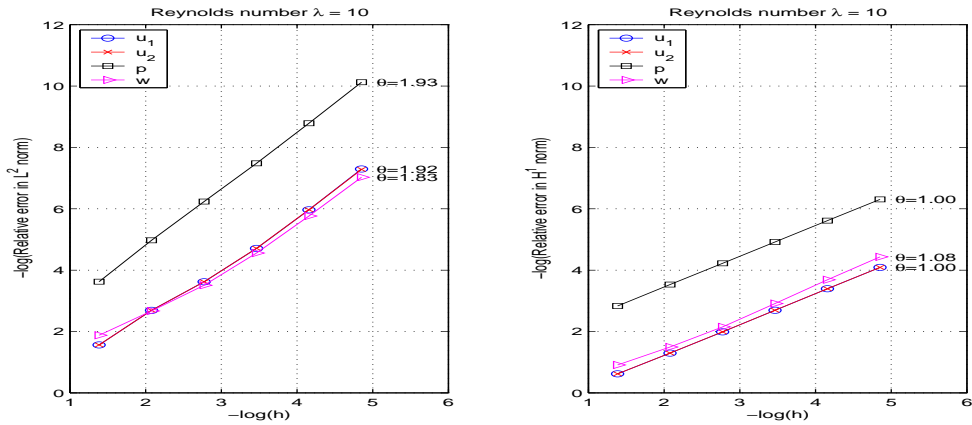 Reynolds number λ = 10
12
10
8
6
4
2
0
−log(Relative error in L² norm)
u₁
u₂
p
w
θ=1.93
θ=1.92
θ=1.83
1
2
3
4
5
6
−log(h)
Reynolds number λ = 10
12
10
8
6
4
2
0
−log(Relative error in H¹ norm)
u₁
u₂
p
w
θ=1.00
θ=1.08
θ=1.00
1
2
3
4
5
6
−log(h)